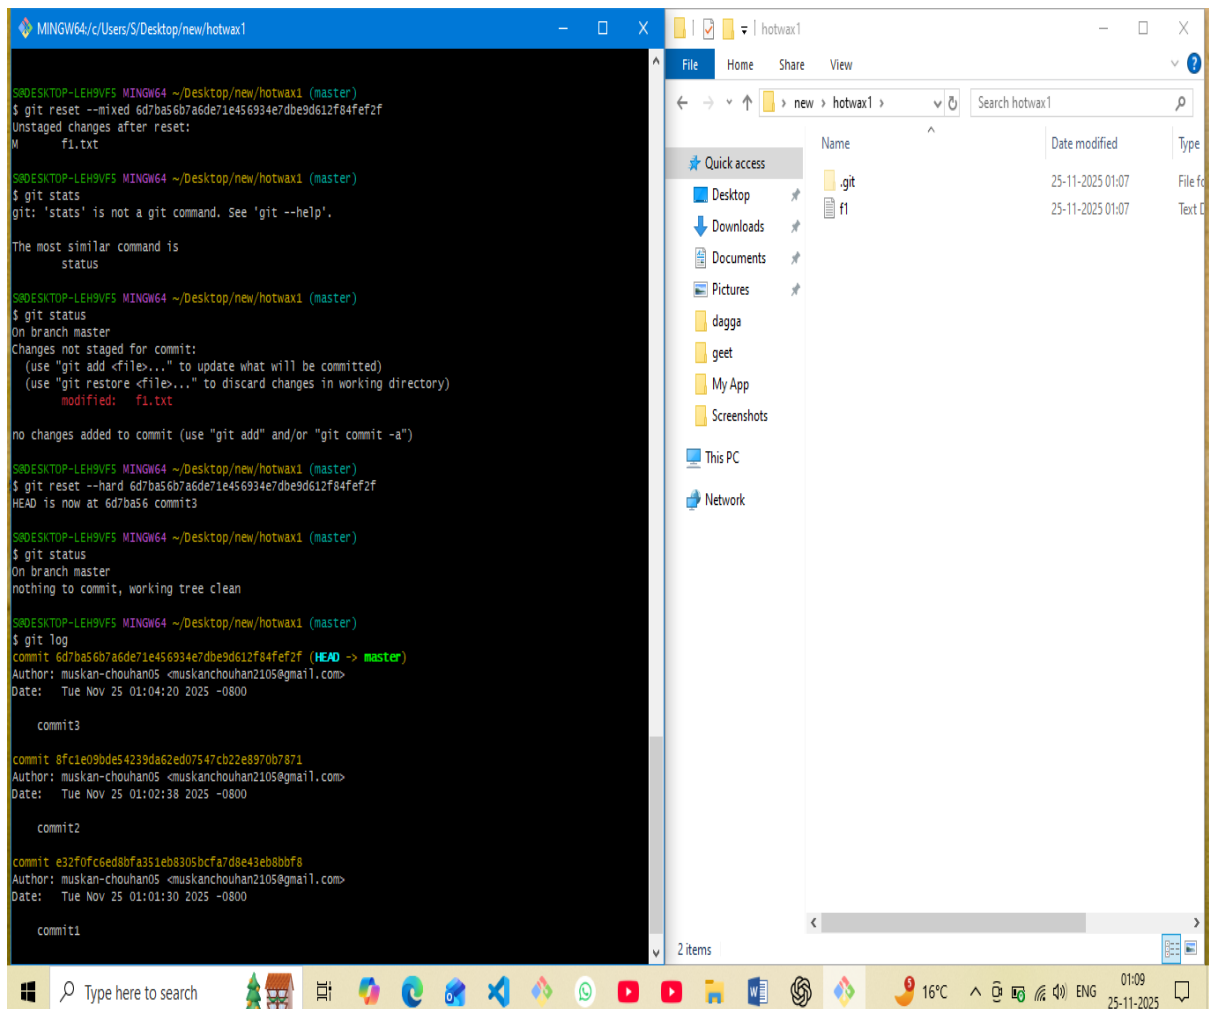 MINGW64:/c/Users/S/Desktop/new/hotwax1
S@DESKTOP-LEH9VF5 MINGW64 ~/Desktop/new/hotwax1 (master)
$ git reset --mixed 6d7ba56b7a6de71e456934e7dbe9d612f84fef2f
Unstaged changes after reset:
M       f1.txt
S@DESKTOP-LEH9VF5 MINGW64 ~/Desktop/new/hotwax1 (master)
$ git stats
git: 'stats' is not a git command. See 'git --help'.
The most similar command is
status
S@DESKTOP-LEH9VF5 MINGW64 ~/Desktop/new/hotwax1 (master)
$ git status
On branch master
Changes not staged for commit:
(use "git add <file>..." to update what will be committed)
(use "git restore <file>..." to discard changes in working directory)
modified:   f1.txt
no changes added to commit (use "git add" and/or "git commit -a")
S@DESKTOP-LEH9VF5 MINGW64 ~/Desktop/new/hotwax1 (master)
$ git reset --hard 6d7ba56b7a6de71e456934e7dbe9d612f84fef2f
HEAD is now at 6d7ba56 commit3
S@DESKTOP-LEH9VF5 MINGW64 ~/Desktop/new/hotwax1 (master)
$ git status
On branch master
nothing to commit, working tree clean
S@DESKTOP-LEH9VF5 MINGW64 ~/Desktop/new/hotwax1 (master)
$ git log
commit 6d7ba56b7a6de71e456934e7dbe9d612f84fef2f (HEAD -> master)
Author: muskan-chouhan05 <muskanchouhan2105@gmail.com>
Date:   Tue Nov 25 01:04:20 2025 -0800
commit3
commit 8fc1e09bde54239da62ed07547cb22e8970b7871
Author: muskan-chouhan05 <muskanchouhan2105@gmail.com>
Date:   Tue Nov 25 01:02:38 2025 -0800
commit2
commit e32f0fc6ed8bfa351eb8305bcfa7d8e43eb8bbf8
Author: muskan-chouhan05 <muskanchouhan2105@gmail.com>
Date:   Tue Nov 25 01:01:30 2025 -0800
commit1
hotwax1
File Home Share View
new > hotwax1 >
Search hotwax1
Name Date modified Type
.git 25-11-2025 01:07 File fo
f1 25-11-2025 01:07 Text D
Quick access
Desktop
Downloads
Documents
Pictures
dagga
geet
My App
Screenshots
This PC
Network
2 items
Type here to search
16°C
ENG
01:09
25-11-2025